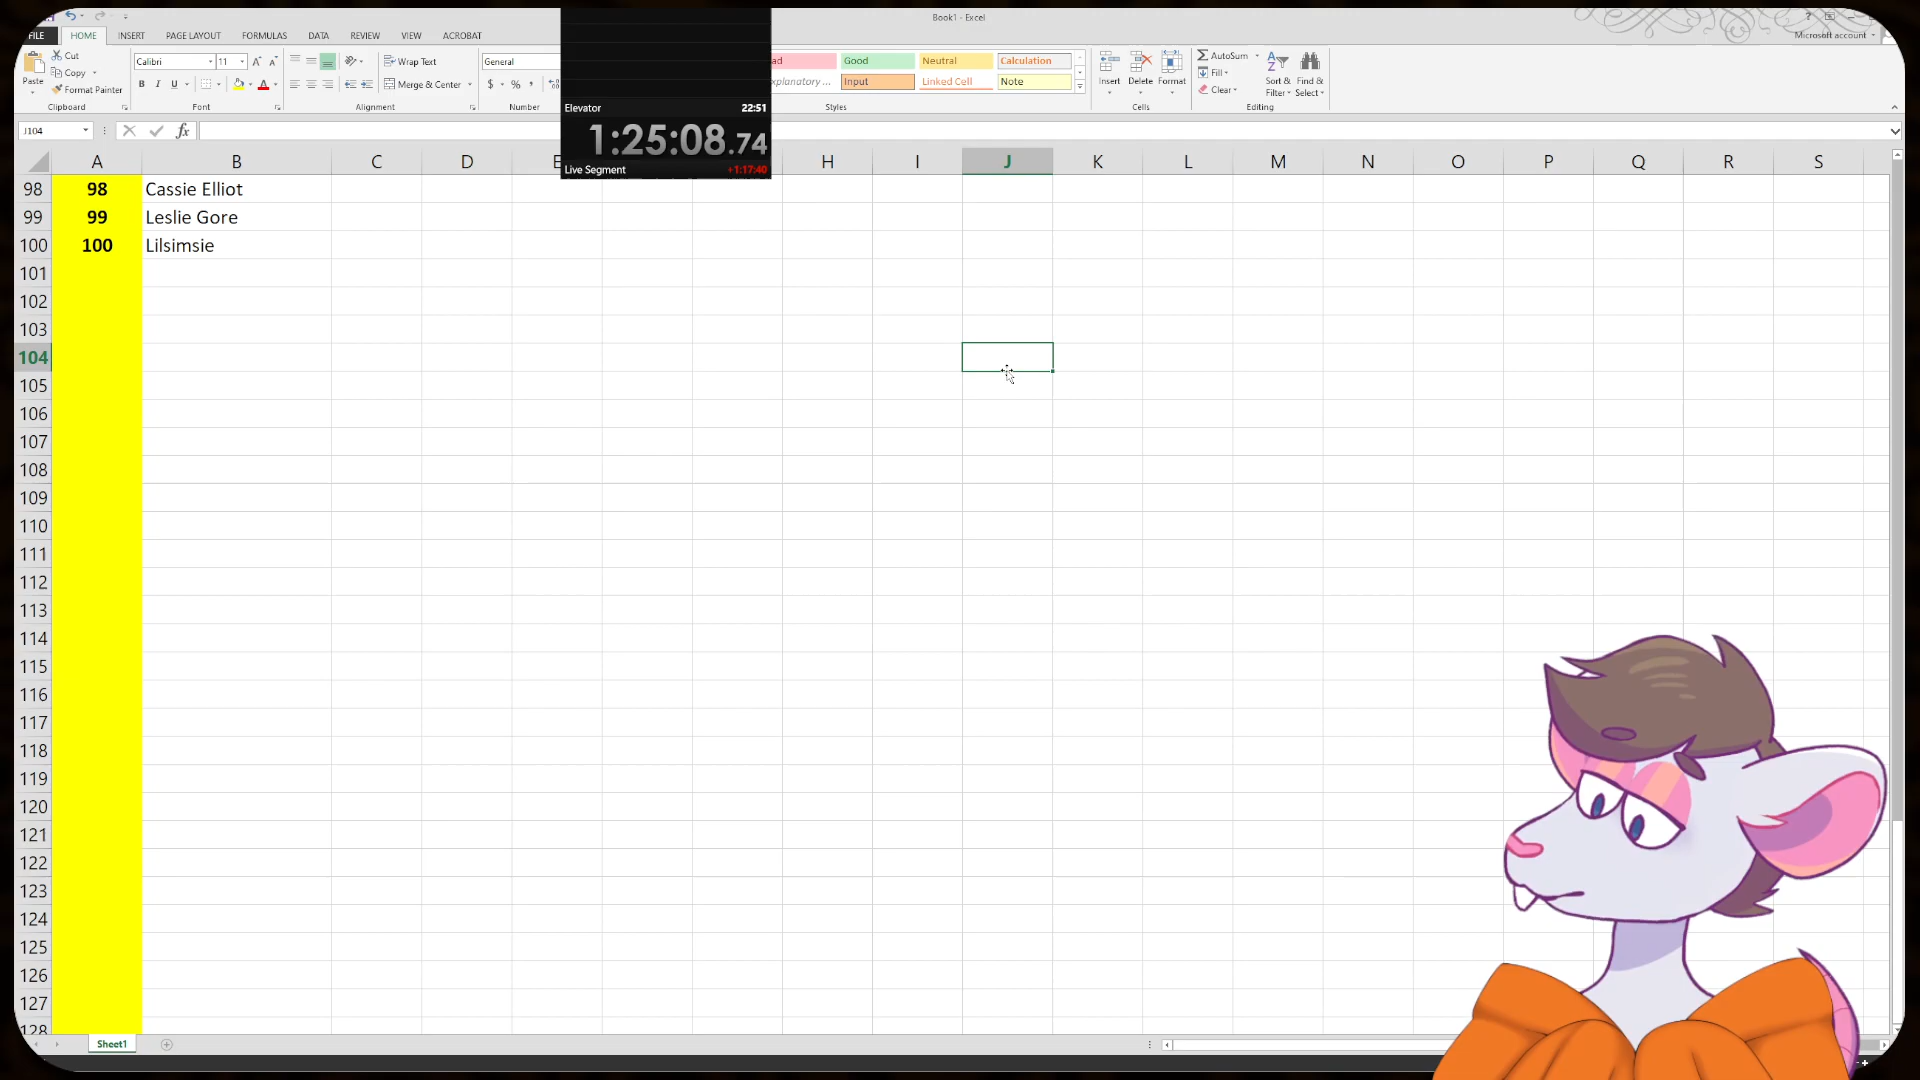 Book1 - Excel
FILE HOME INSERT PAGE LAYOUT FORMULAS DATA REVIEW VIEW ACROBAT
Microsoft account
Paste
Cut
Copy
Format Painter
Clipboard
Calibri 11
B I U
Font
Wrap Text
Merge & Center
Alignment
General
$ % ,
Number
Good Neutral Calculation
Input Linked Cell Note
Styles
Insert Delete Format
Cells
AutoSum
Fill
Clear
Sort & Filter
Find & Select
Editing
Elevator 22:51
1:25:08.74
Live Segment +1:17:40
J104 fx
A B C D H I J K L M N O P Q R S
98 98 Cassie Elliot
99 99 Leslie Gore
100 100 Lilsimsie
101
102
103
104
105
106
107
108
109
110
111
112
113
114
115
116
117
118
119
120
121
122
123
124
125
126
127
128
Sheet1